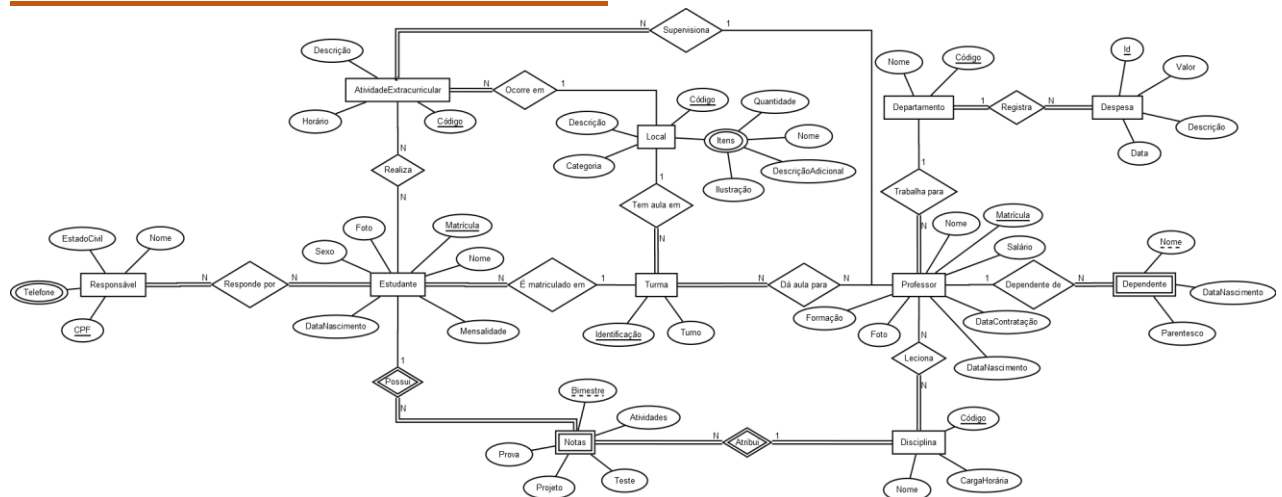 N
Supervisiona
1
Descrição
AtividadeExtracurricular
Horário
Código
N
Ocorre em
1
Nome
Código
Departamento
1
Registra
N
Despesa
Id
Valor
Descrição
Data
Código
Descrição
Local
Categoria
Quantidade
Itens
Nome
DescriçãoAdicional
Ilustração
N
Realiza
N
1
Tem aula em
N
1
Trabalha para
N
EstadoCivil
Nome
Responsável
Telefone
CPF
N
Responde por
N
Foto
Matrícula
Sexo
Nome
Estudante
DataNascimento
Mensalidade
N
É matriculado em
1
Turma
Identificação
Turno
N
Dá aula para
N
Nome
Matrícula
Salário
Professor
Formação
Foto
DataContratação
DataNascimento
1
Dependente de
N
Nome
Dependente
DataNascimento
Parentesco
1
Possui
N
N
Leciona
N
Bimestre
Atividades
Notas
Prova
Projeto
Teste
N
Atribui
1
Código
Disciplina
Nome
CargaHorária